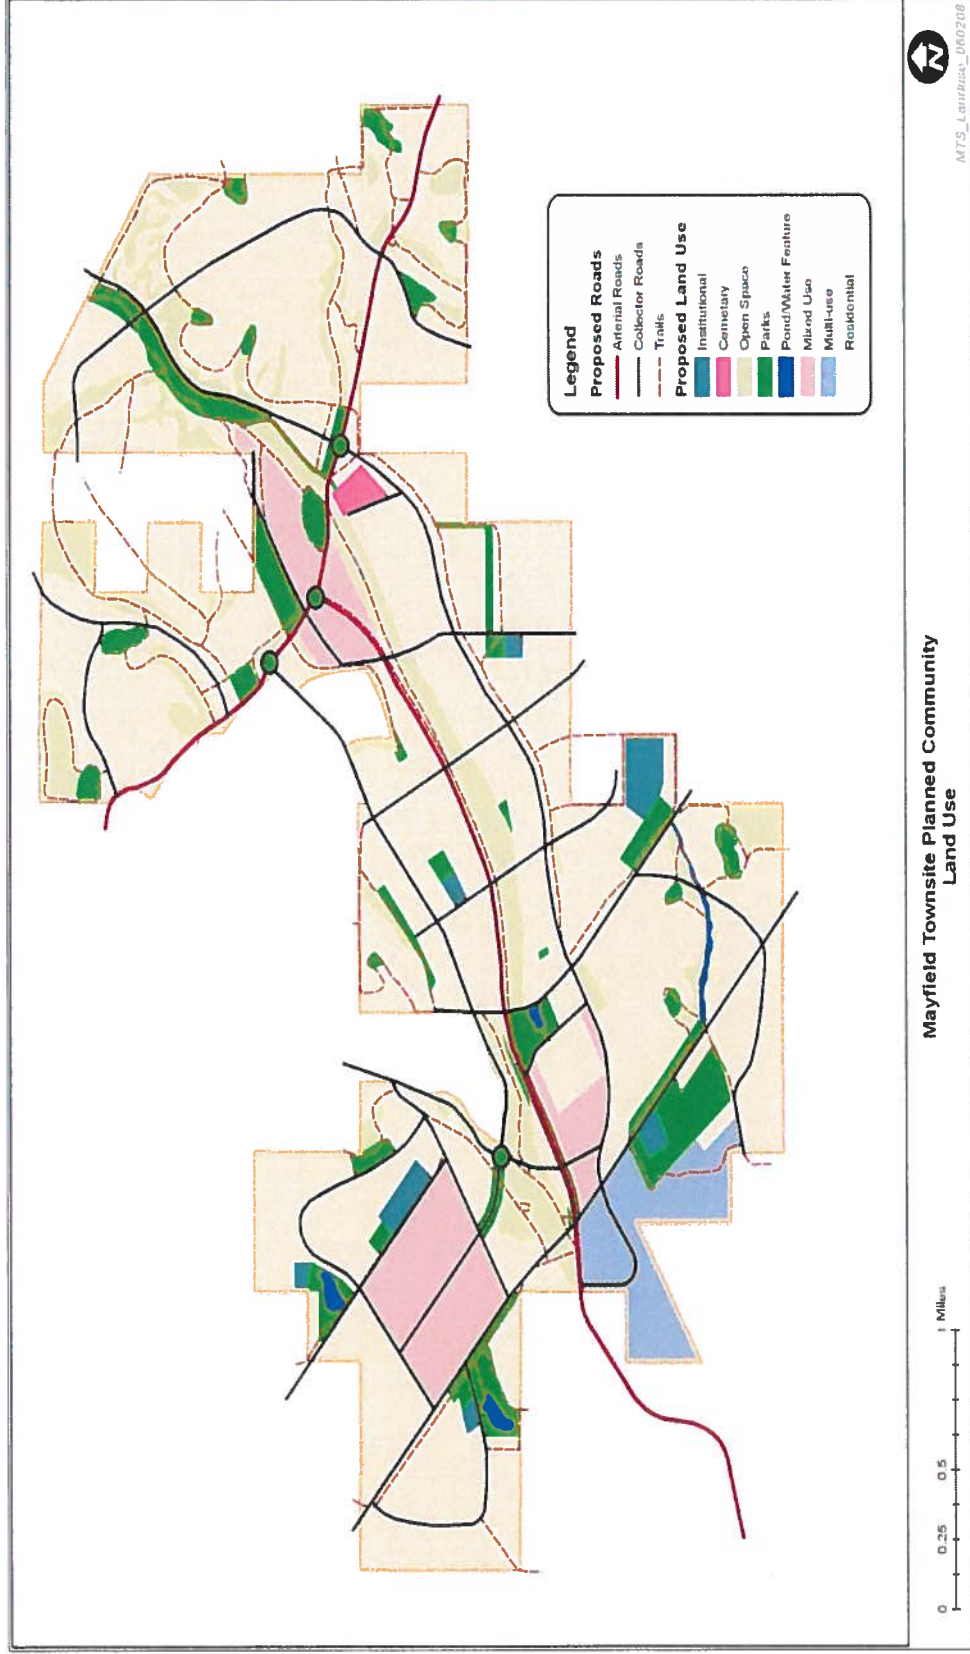 Legend
Proposed Roads
Arterial Roads
Collector Roads
Trails
Proposed Land Use
Institutional
Cemetary
Open Space
Parks
Pond/Water Feature
Mixed Use
Multi-use
Residential
Mayfield Townsite Planned Community
Land Use
0 0.25 0.5 1 Miles
N
MTS_Landuse_060208